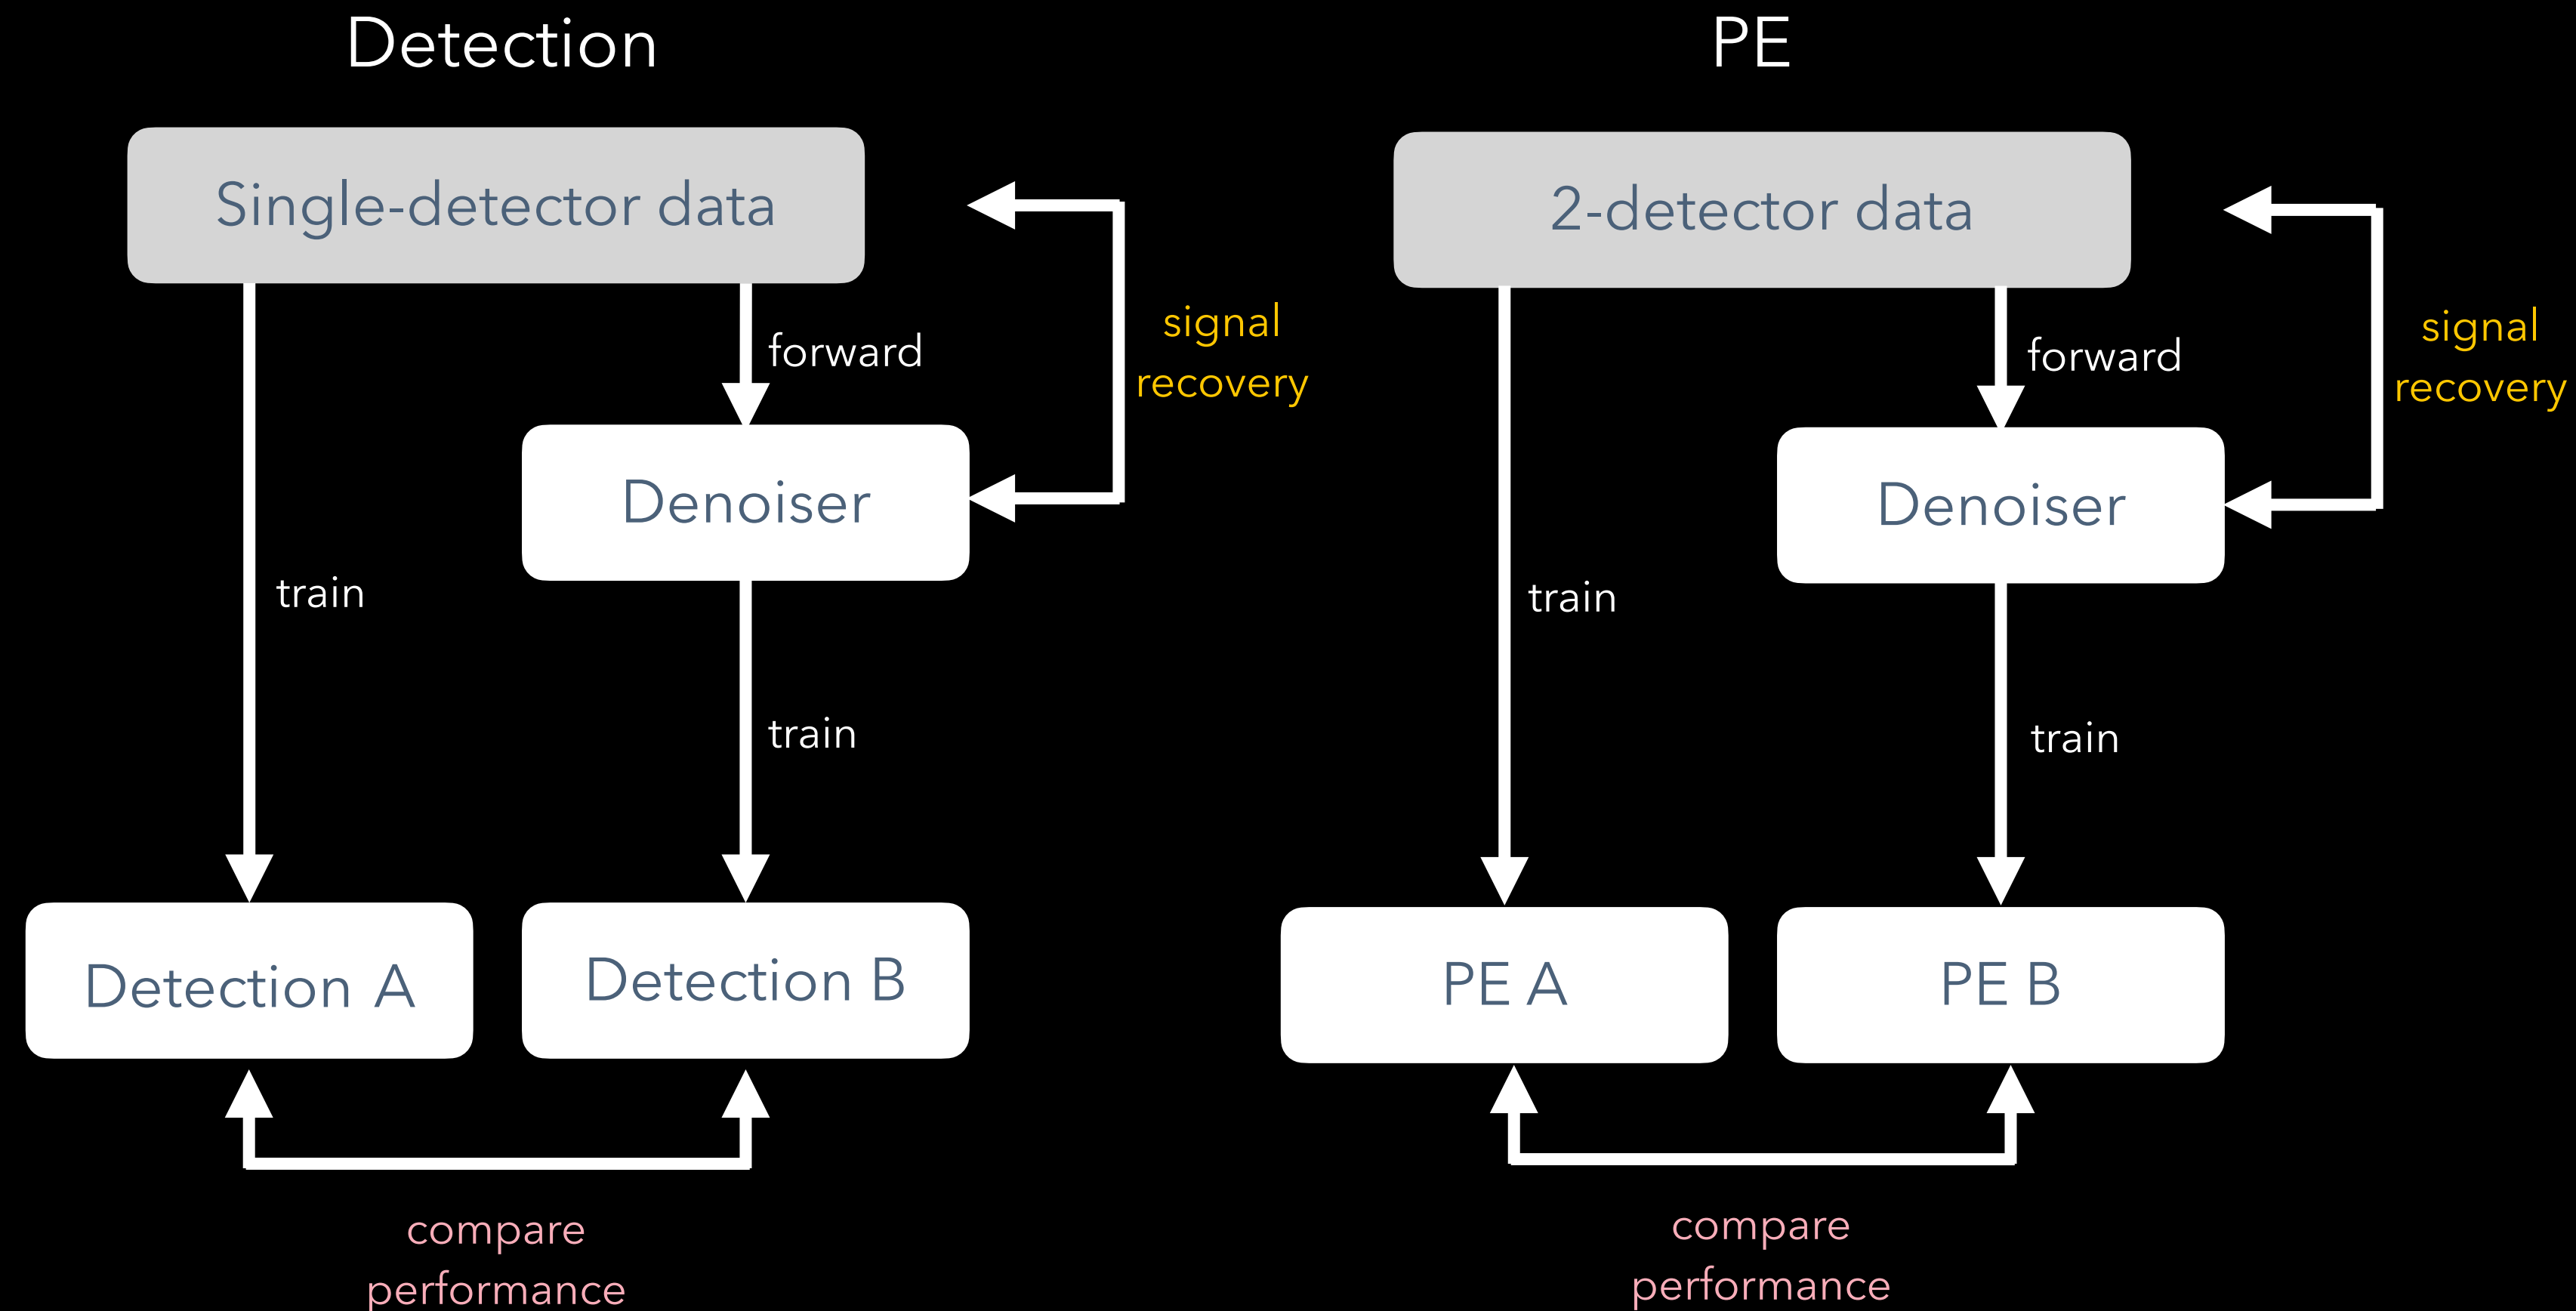 Detection
Single-detector data
forward
signal
recovery
Denoiser
train
train
Detection A
Detection B
compare
performance
PE
2-detector data
forward
signal
recovery
Denoiser
train
train
PE A
PE B
compare
performance